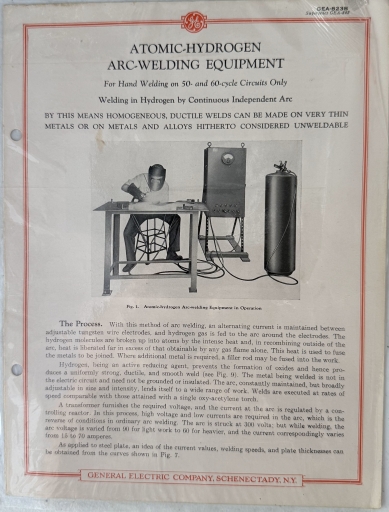 GEA-823B
ATOMIC-HYDROGEN
ARC-WELDING EQUIPMENT
For Hand Welding on 50- and 60-cycle Circuits Only
Welding in Hydrogen by Continuous Independent Arc
BY THIS MEANS HOMOGENEOUS, DUCTILE WELDS CAN BE MADE ON VERY THIN
METALS OR ON METALS AND ALLOYS HITHERTO CONSIDERED UNWELDABLE
Fig. 1. Atomic-hydrogen Arc-welding Equipment in Operation
The Process. With this method of arc welding, an alternating current is maintained between
adjustable tungsten wire electrodes, and hydrogen gas is fed to the arc around the electrodes. The
hydrogen molecules are broken up into atoms by the intense heat and, in recombining outside of the
arc, heat is liberated far in excess of that obtainable by any gas flame alone. This heat is used to fuse
the metals to be joined. Where additional metal is required, a filler rod may be fused into the work.
Hydrogen, being an active reducing agent, prevents the formation of oxides and hence pro-
duces a uniformly strong, ductile, and smooth weld (see Fig. 9). The metal being welded is not in
the electric circuit and need not be grounded or insulated. The arc, constantly maintained, but broadly
adjustable in size and intensity, lends itself to a wide range of work. Welds are executed at rates of
speed comparable with those attained with a single oxy-acetylene torch.
A transformer furnishes the required voltage, and the current at the arc is regulated by a con-
trolling reactor. In this process, high voltage and low currents are required in the arc, which is the
reverse of conditions in ordinary arc welding. The arc is struck at 300 volts; but while welding, the
arc voltage is varied from 90 for light work to 60 for heavier, and the current correspondingly varies
from 15 to 70 amperes.
As applied to steel plate, an idea of the current values, welding speeds, and plate thicknesses can
be obtained from the curves shown in Fig. 7.
GENERAL ELECTRIC COMPANY, SCHENECTADY, N.Y.